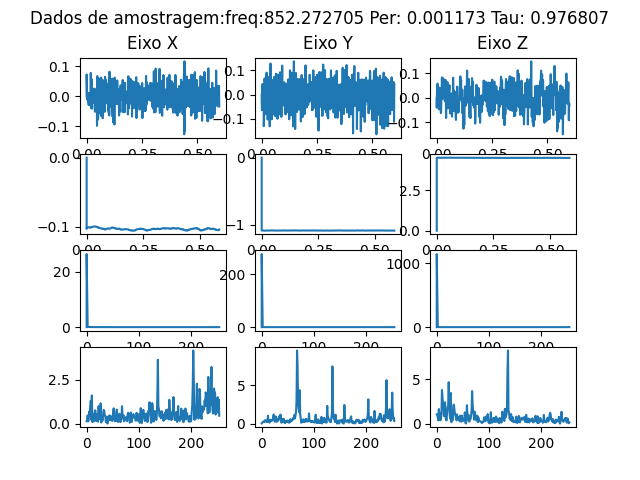 Dados de amostragem:freq:852.272705 Per: 0.001173 Tau: 0.976807
Eixo X Eixo Y Eixo Z
0.1 0.1 0.1
0.0 0.0 0.0
−0.1 −0.1 −0.1
0.00 0.25 0.50 0.00 0.25 0.50 0.00 0.25 0.50
0.0 0 2.5
−0.1 −1 0.0
0.00 0.25 0.50 0.00 0.25 0.50 0.00 0.25 0.50
20 200 1000
0 0 0
0 100 200 0 100 200 0 100 200
2.5 5 5
0.0 0 0
0 100 200 0 100 200 0 100 200